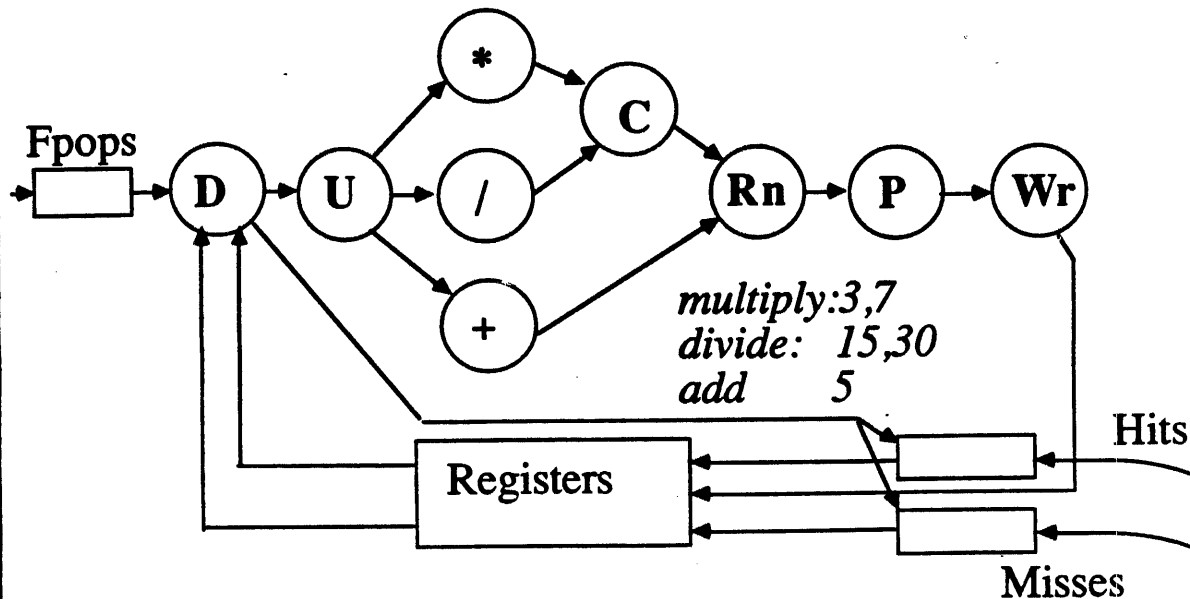 *
C
Fpops
D
U
/
Rn
P
Wr
+
multiply:3,7
divide: 15,30
add 5
Hits
Registers
Misses